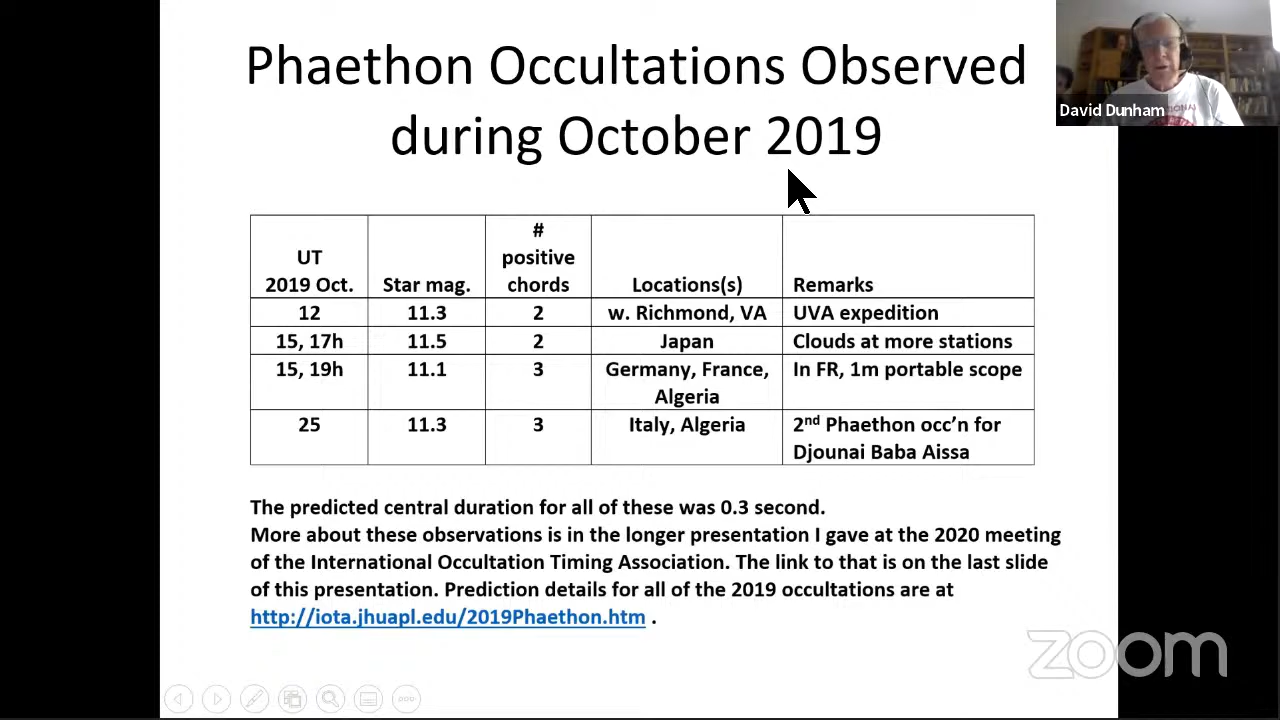 Phaethon Occultations Observed
during October 2019
David Dunham
UT
2019 Oct.
Star mag.
#
positive
chords
Locations(s)
Remarks
12
11.3
2
w. Richmond, VA
UVA expedition
15, 17h
11.5
2
Japan
Clouds at more stations
15, 19h
11.1
3
Germany, France,
Algeria
In FR, 1m portable scope
25
11.3
3
Italy, Algeria
2nd Phaethon occ’n for
Djounai Baba Aissa
The predicted central duration for all of these was 0.3 second.
More about these observations is in the longer presentation I gave at the 2020 meeting
of the International Occultation Timing Association. The link to that is on the last slide
of this presentation. Prediction details for all of the 2019 occultations are at
http://iota.jhuapl.edu/2019Phaethon.htm .
zoom